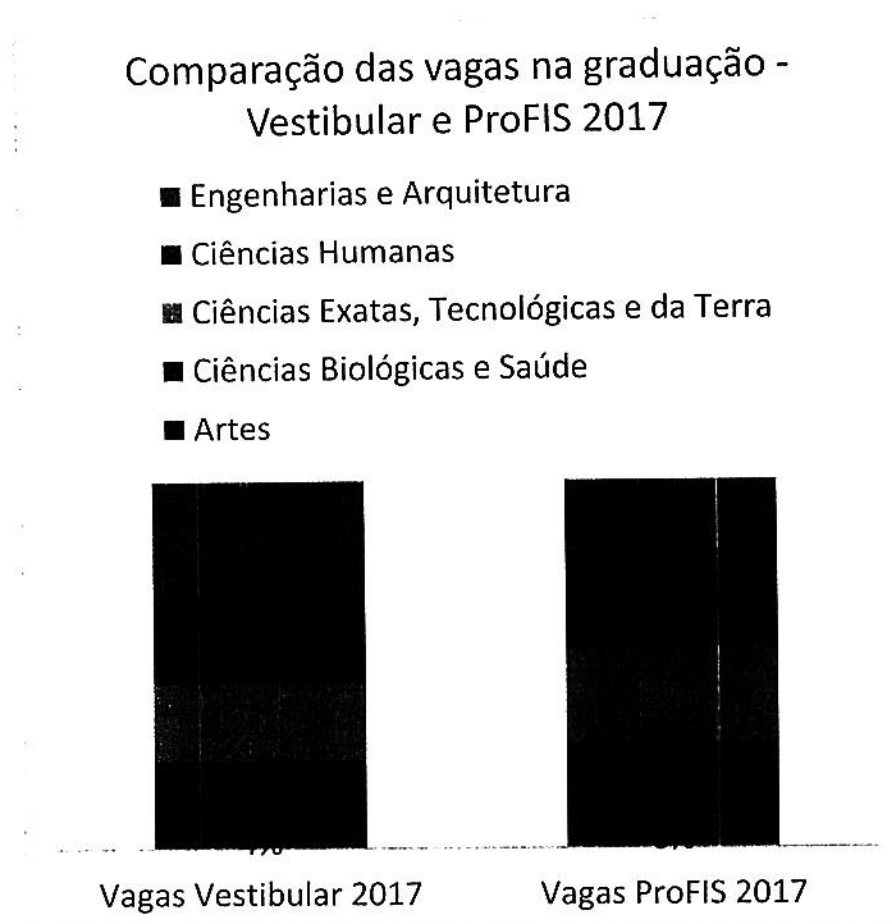 Comparação das vagas na graduação -
Vestibular e ProFIS 2017
Engenharias e Arquitetura
Ciências Humanas
Ciências Exatas, Tecnológicas e da Terra
Ciências Biológicas e Saúde
Artes
Vagas Vestibular 2017
Vagas ProFIS 2017